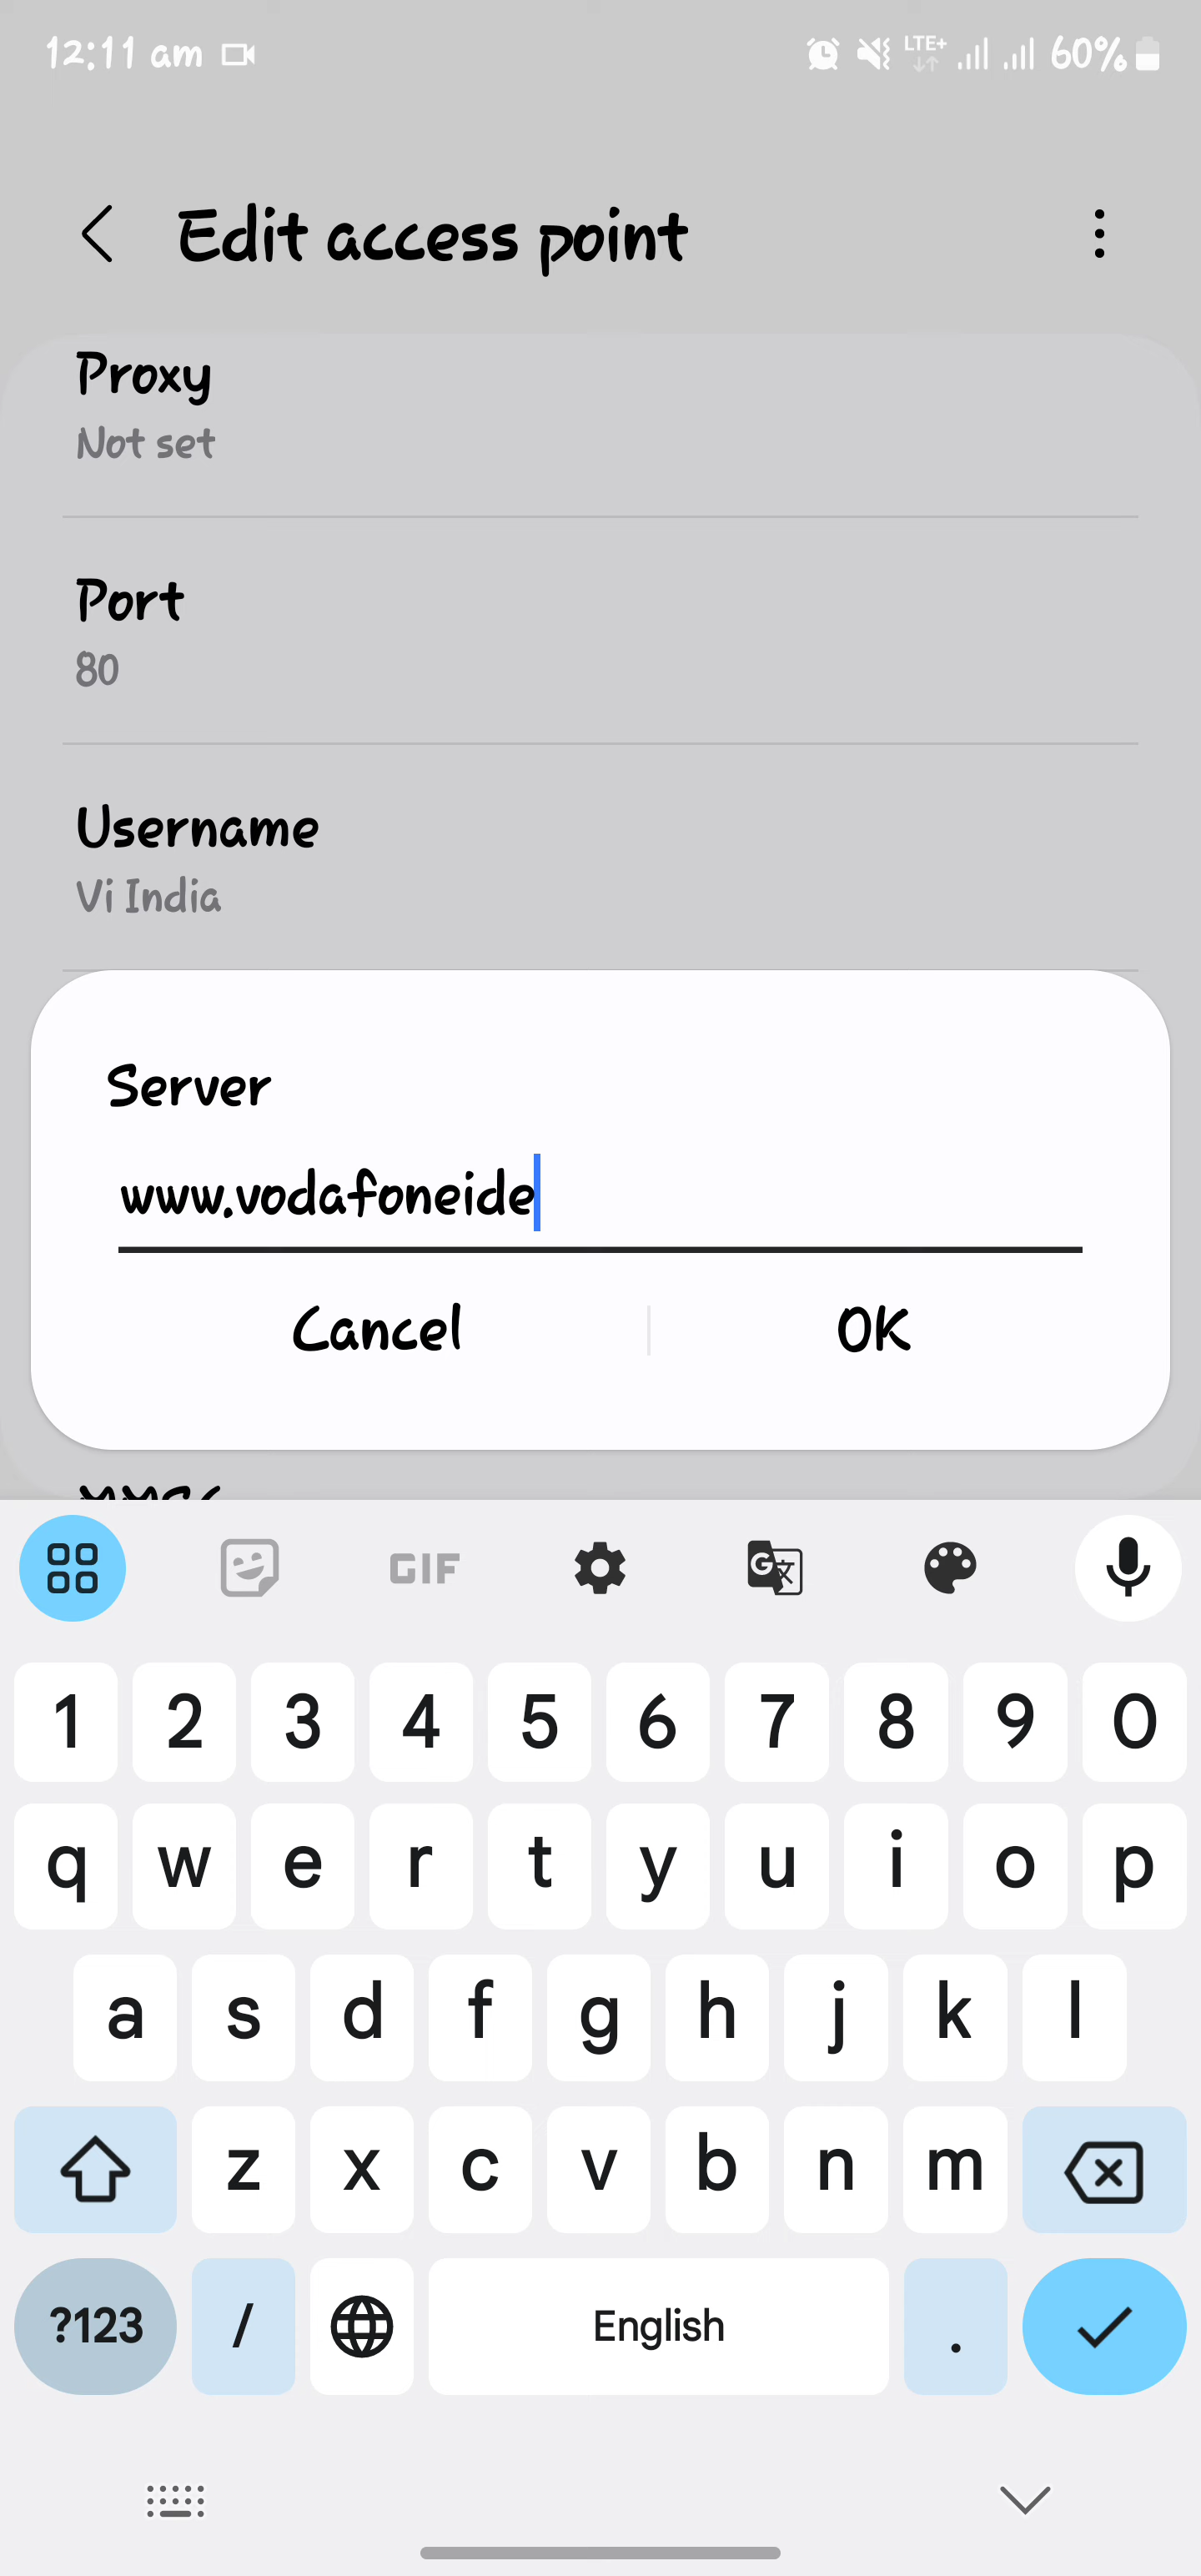 12:11 am LTE+ 60%
Edit access point
Proxy
Not set
Port
80
Username
Vi India
Server
www.vodafoneide
Cancel OK
GIF
1 2 3 4 5 6 7 8 9 0
q w e r t y u i o p
a s d f g h j k l
z x c v b n m
?123 / English .